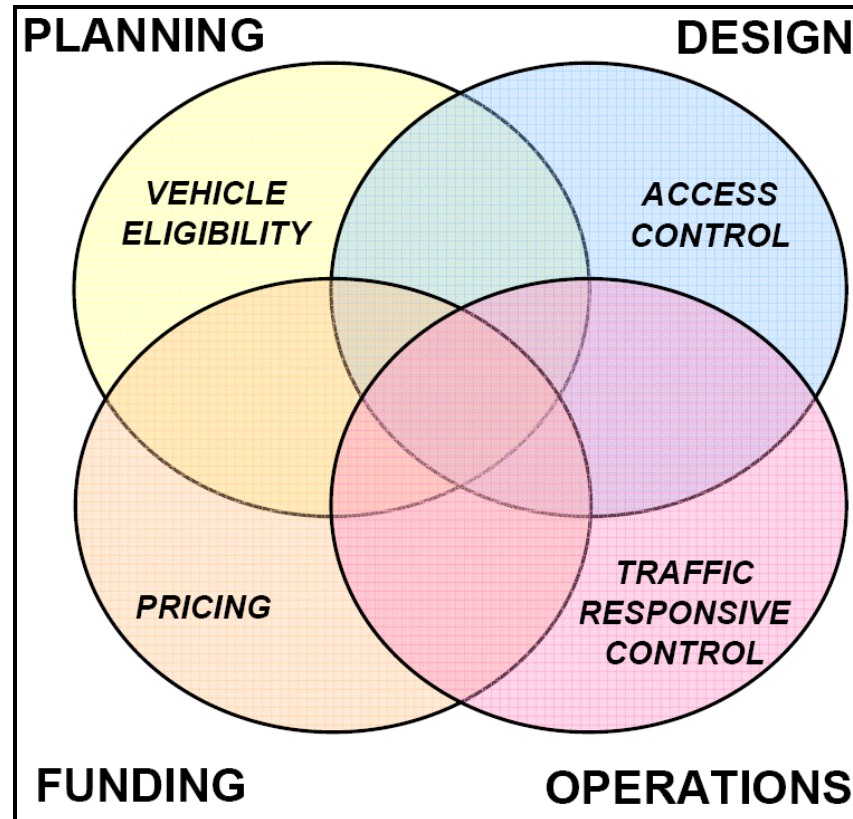 PLANNING
DESIGN
VEHICLE
ELIGIBILITY
ACCESS
CONTROL
PRICING
TRAFFIC
RESPONSIVE
CONTROL
FUNDING
OPERATIONS